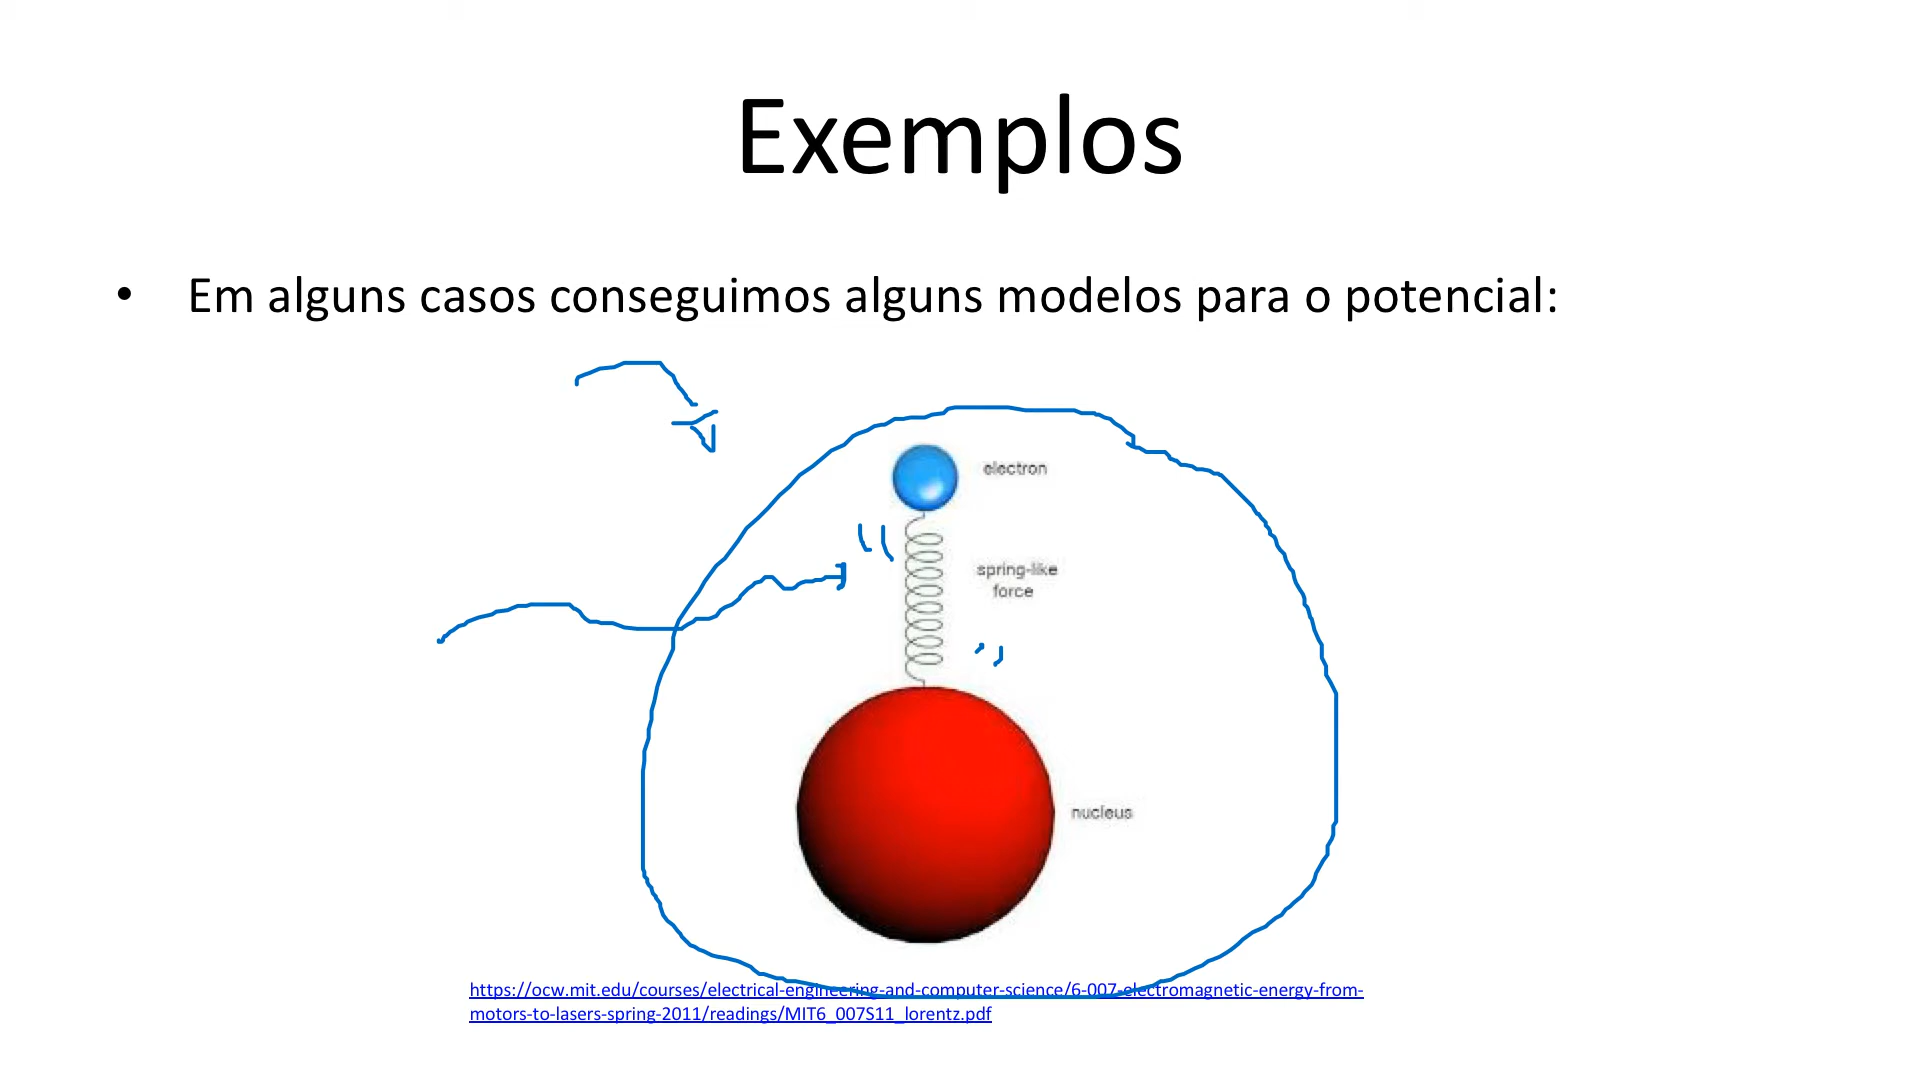 Exemplos
• Em alguns casos conseguimos alguns modelos para o potencial:
electron
spring-like
force
nucleus
https://ocw.mit.edu/courses/electrical-engineering-and-computer-science/6-007-electromagnetic-energy-from-
motors-to-lasers-spring-2011/readings/MIT6_007S11_lorentz.pdf